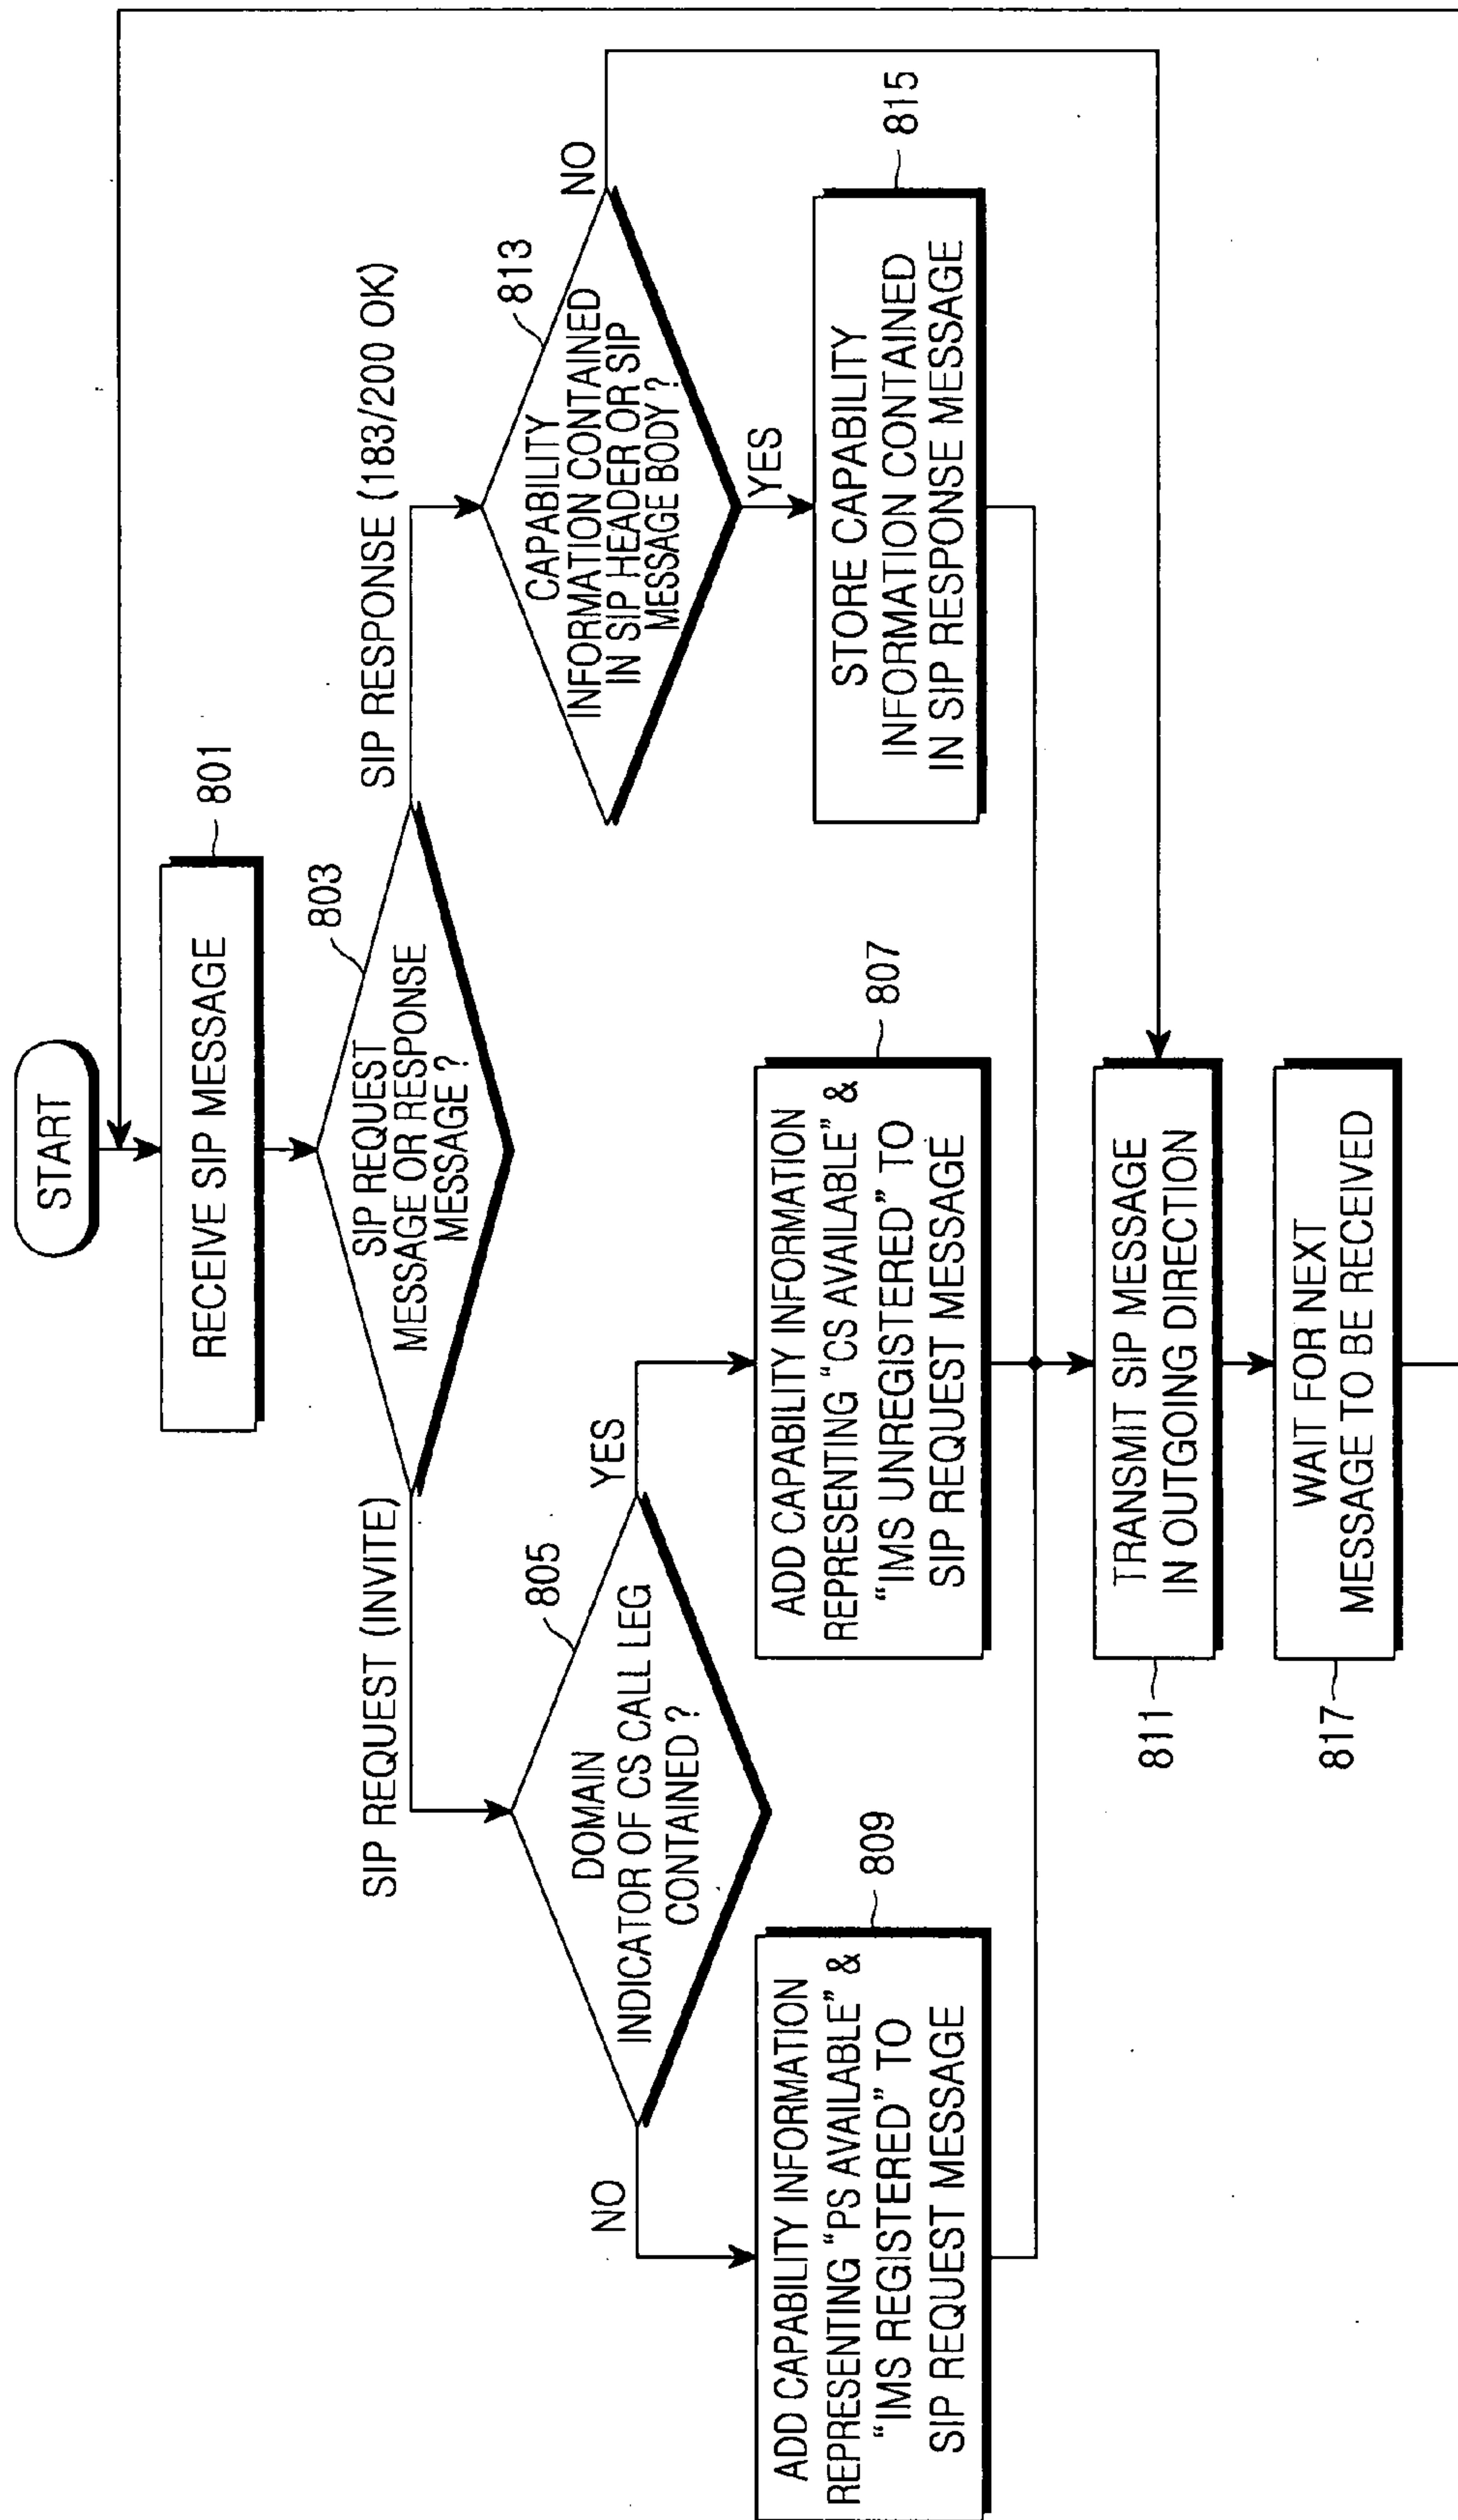 START
RECEIVE SIP MESSAGE
801
SIP REQUEST
MESSAGE OR RESPONSE
MESSAGE ?
803
SIP REQUEST (INVITE)
SIP RESPONSE (183/200 OK)
DOMAIN
INDICATOR OF CS CALL LEG
CONTAINED ?
805
NO
YES
CAPABILITY
INFORMATION CONTAINED
IN SIP HEADER OR SIP
MESSAGE BODY ?
813
NO
YES
ADD CAPABILITY INFORMATION
REPRESENTING “PS AVAILABLE” &
“IMS REGISTERED” TO
SIP REQUEST MESSAGE
809
ADD CAPABILITY INFORMATION
REPRESENTING “CS AVAILABLE” &
“IMS UNREGISTERED” TO
SIP REQUEST MESSAGE
807
STORE CAPABILITY
INFORMATION CONTAINED
IN SIP RESPONSE MESSAGE
815
811
TRANSMIT SIP MESSAGE
IN OUTGOING DIRECTION
817
WAIT FOR NEXT
MESSAGE TO BE RECEIVED